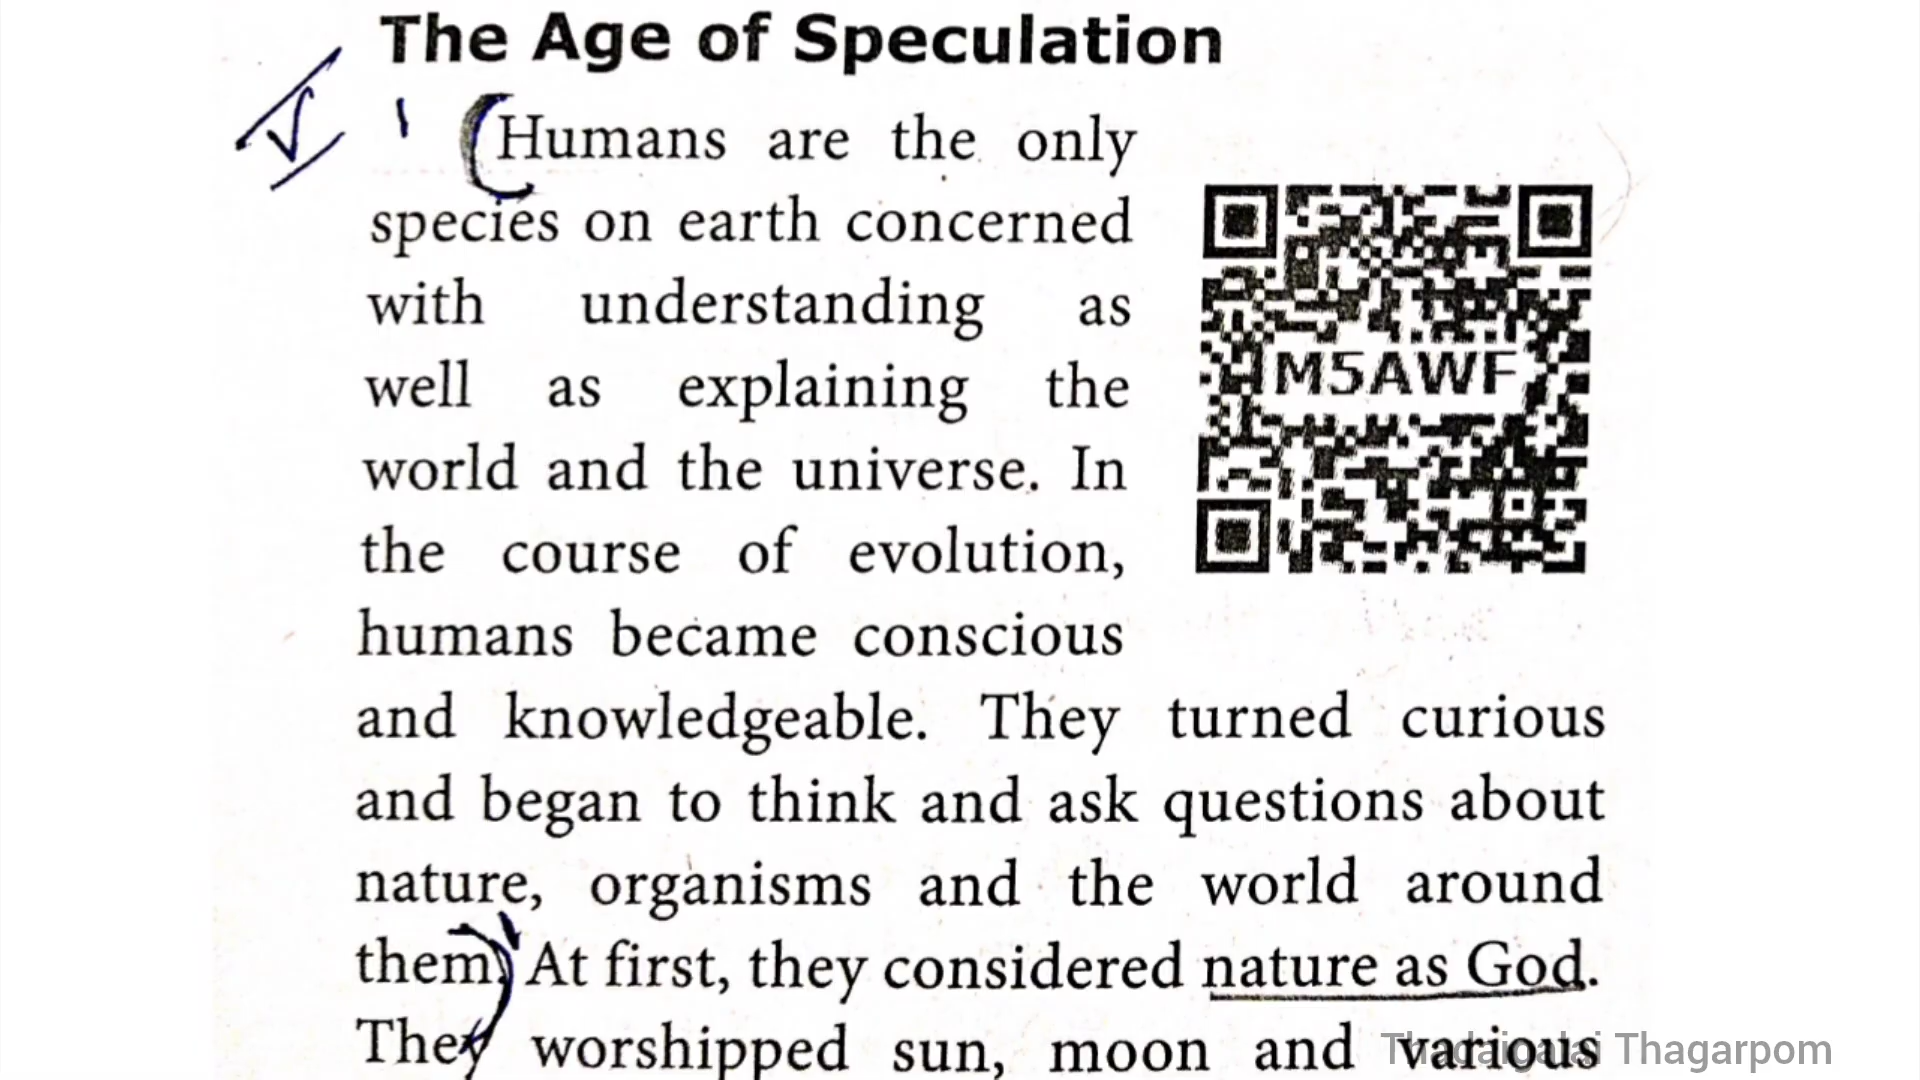 The Age of Speculation
Humans are the only
species on earth concerned
with understanding as
well as explaining the
world and the universe. In
the course of evolution,
humans became conscious
and knowledgeable. They turned curious
and began to think and ask questions about
nature, organisms and the world around
them. At first, they considered nature as God.
They worshipped sun, moon and various
M5AWF
Thadaigalai Thagarpom